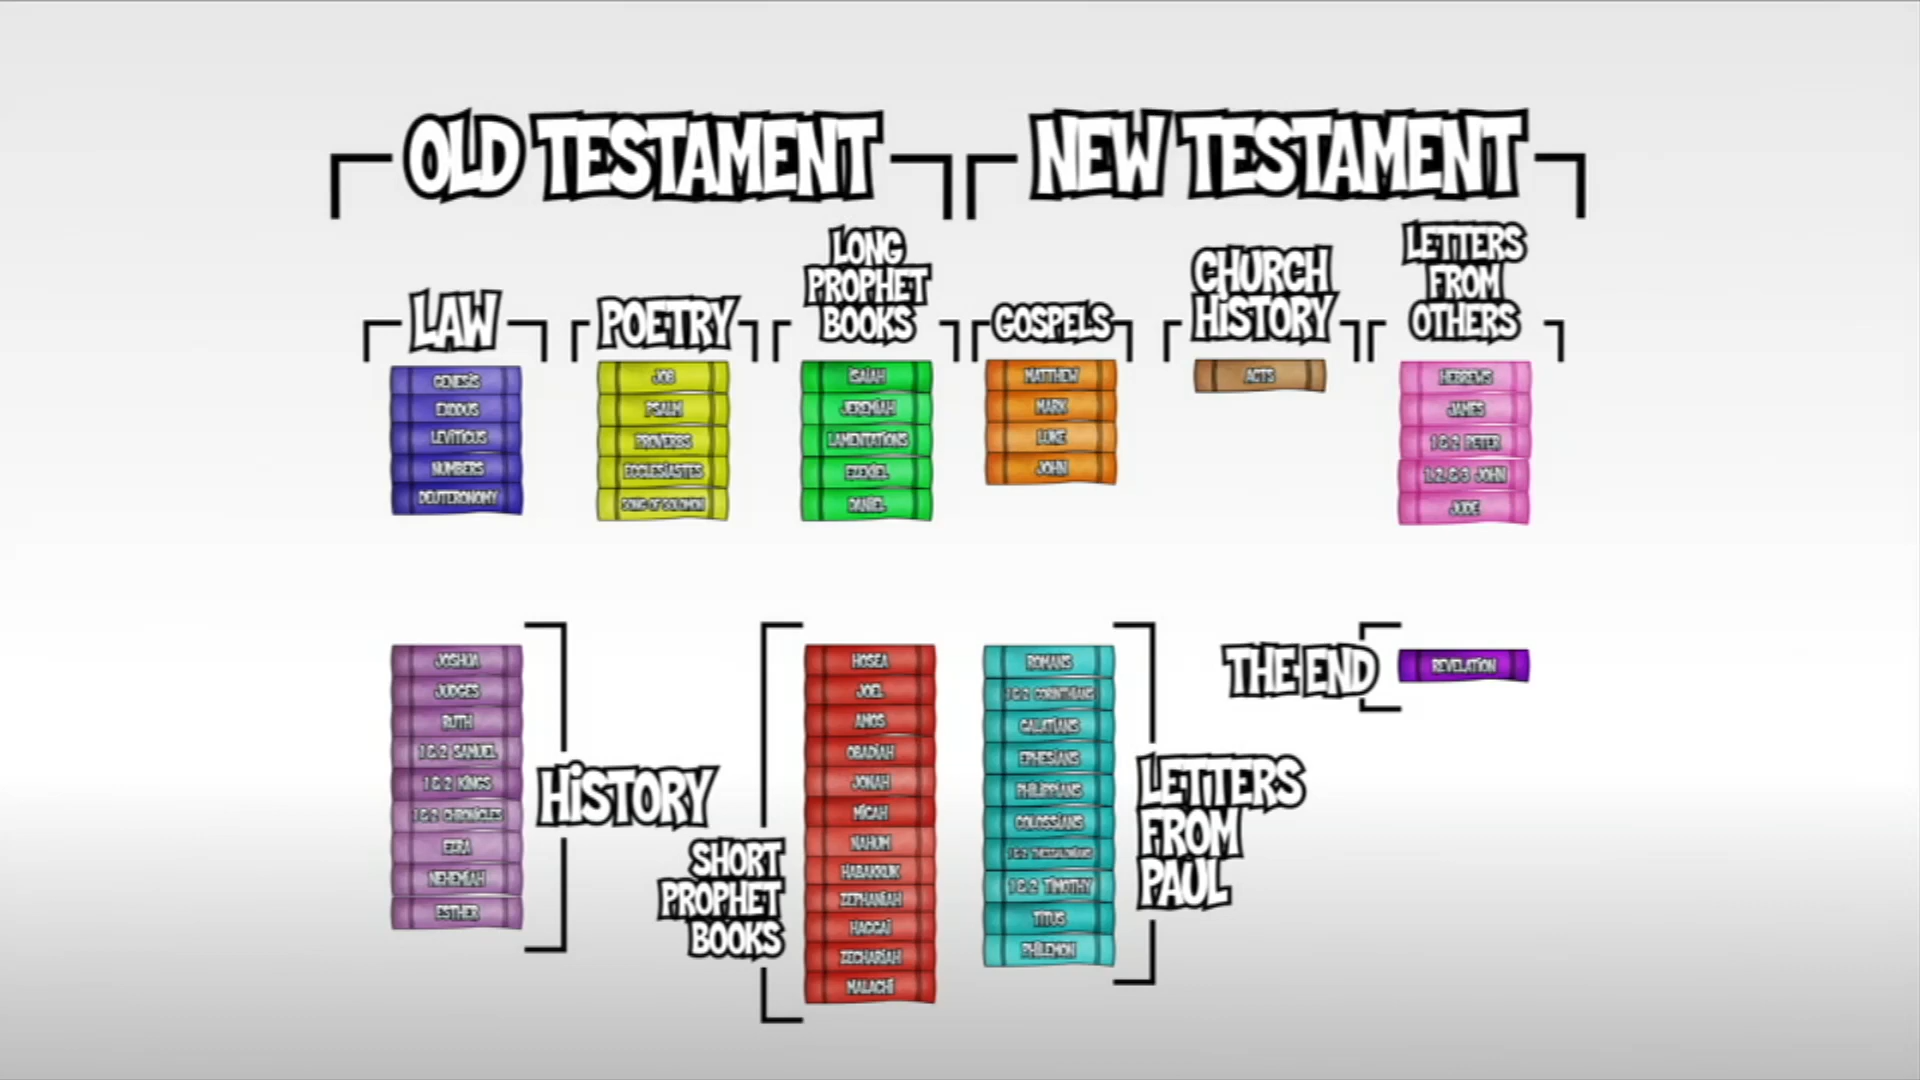 OLD TESTAMENT
NEW TESTAMENT
LAW
GENESIS
EXODUS
LEVITICUS
NUMBERS
DEUTERONOMY
POETRY
JOB
PSALM
PROVERBS
ECCLESIASTES
SONG OF SOLOMON
LONG
PROPHET
BOOKS
ISAIAH
JEREMIAH
LAMENTATIONS
EZEKIEL
DANIEL
GOSPELS
MATTHEW
MARK
LUKE
JOHN
CHURCH
HISTORY
ACTS
LETTERS
FROM
OTHERS
HEBREWS
JAMES
1 & 2 PETER
1, 2, & 3 JOHN
JUDE
HISTORY
JOSHUA
JUDGES
RUTH
1 & 2 SAMUEL
1 & 2 KINGS
1 & 2 CHRONICLES
EZRA
NEHEMIAH
ESTHER
SHORT
PROPHET
BOOKS
HOSEA
JOEL
AMOS
OBADIAH
JONAH
MICAH
NAHUM
HABAKKUK
ZEPHANIAH
HAGGAI
ZECHARIAH
MALACHI
LETTERS
FROM
PAUL
ROMANS
1 & 2 CORINTHIANS
GALATIANS
EPHESIANS
PHILIPPIANS
COLOSSIANS
1 & 2 THESSALONIANS
1 & 2 TIMOTHY
TITUS
PHILEMON
THE END
REVELATION